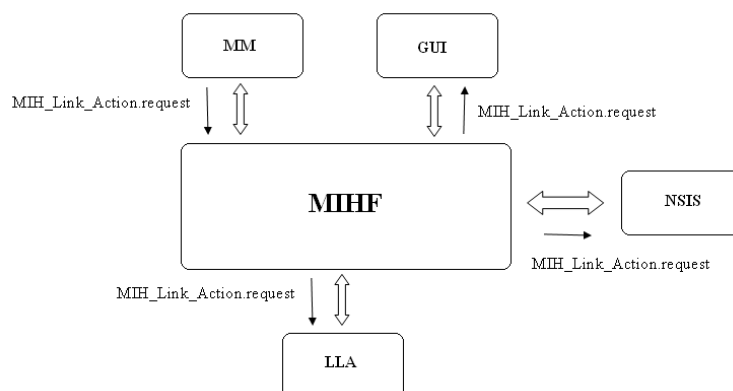 MM
GUI
MIH_Link_Action.request
MIH_Link_Action.request
MIHF
NSIS
MIH_Link_Action.request
MIH_Link_Action.request
LLA